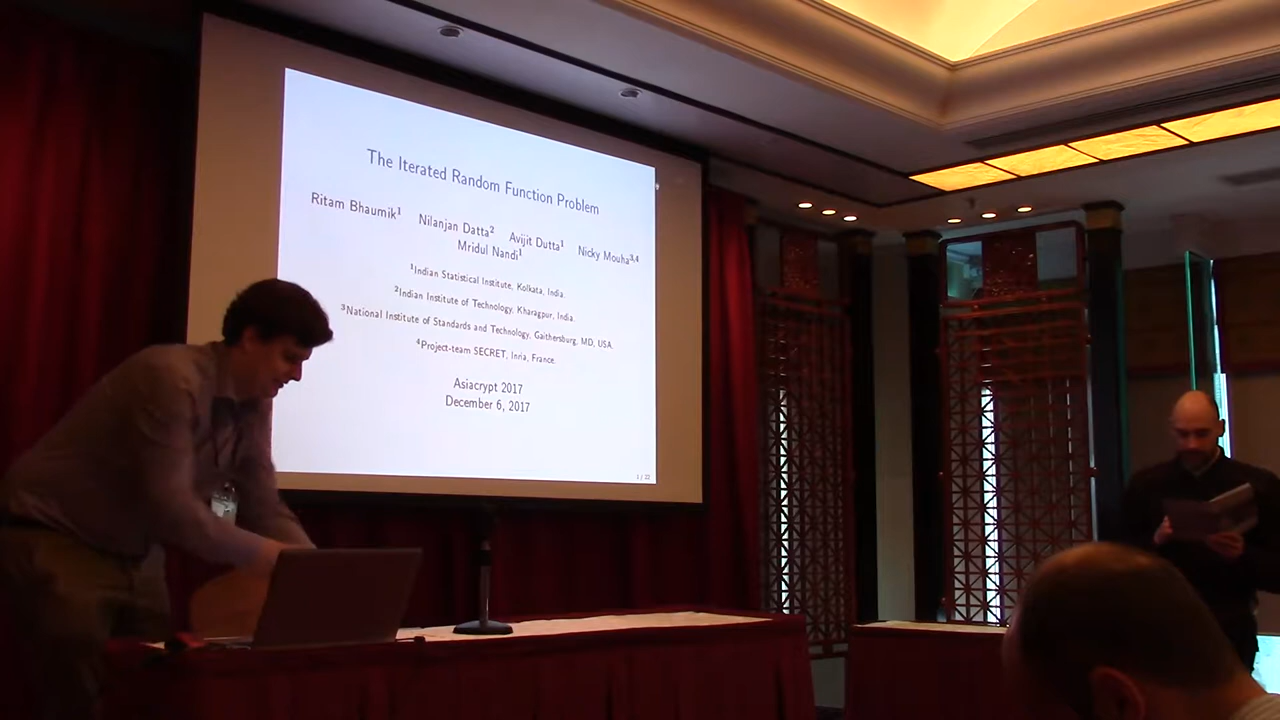 The Iterated Random Function Problem
Ritam Bhaumik¹ Nilanjan Datta² Avijit Dutta¹ Nicky Mouha³,⁴
Mridul Nandi¹
¹Indian Statistical Institute, Kolkata, India.
²Indian Institute of Technology, Kharagpur, India.
³National Institute of Standards and Technology, Gaithersburg, MD, USA.
⁴Project-team SECRET, Inria, France.
Asiacrypt 2017
December 6, 2017
1 / 22